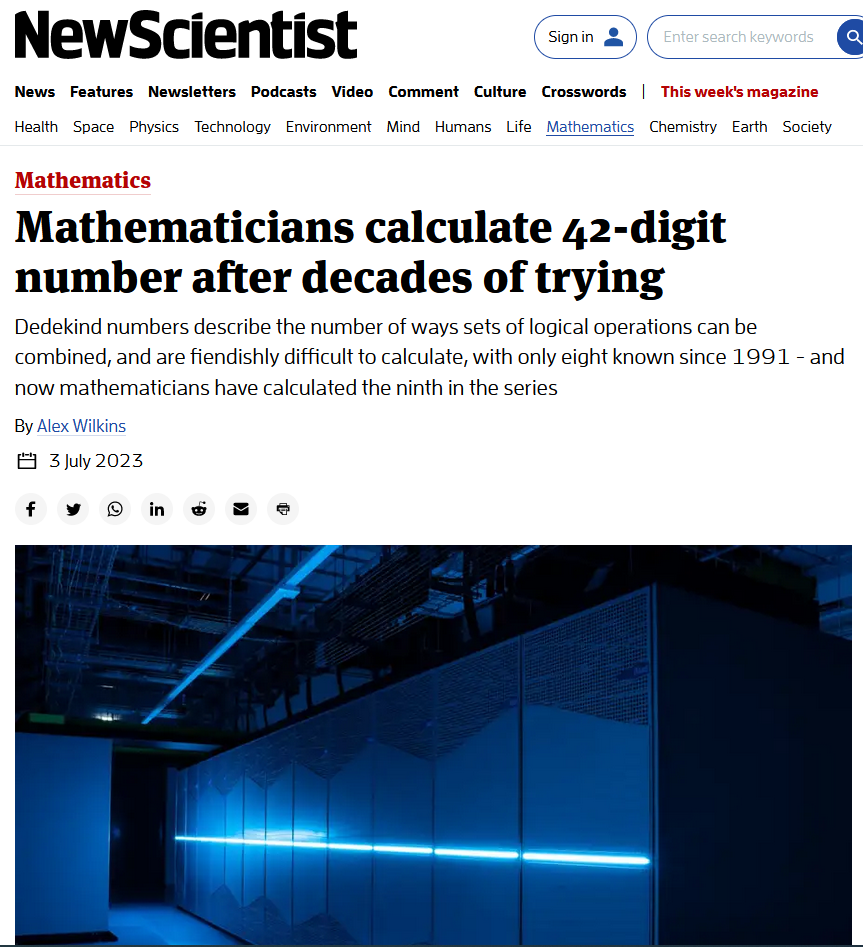 NewScientist
Sign in
Enter search keywords
News Features Newsletters Podcasts Video Comment Culture Crosswords | This week's magazine
Health Space Physics Technology Environment Mind Humans Life Mathematics Chemistry Earth Society
Mathematics
Mathematicians calculate 42-digit
number after decades of trying
Dedekind numbers describe the number of ways sets of logical operations can be
combined, and are fiendishly difficult to calculate, with only eight known since 1991 – and
now mathematicians have calculated the ninth in the series
By Alex Wilkins
3 July 2023